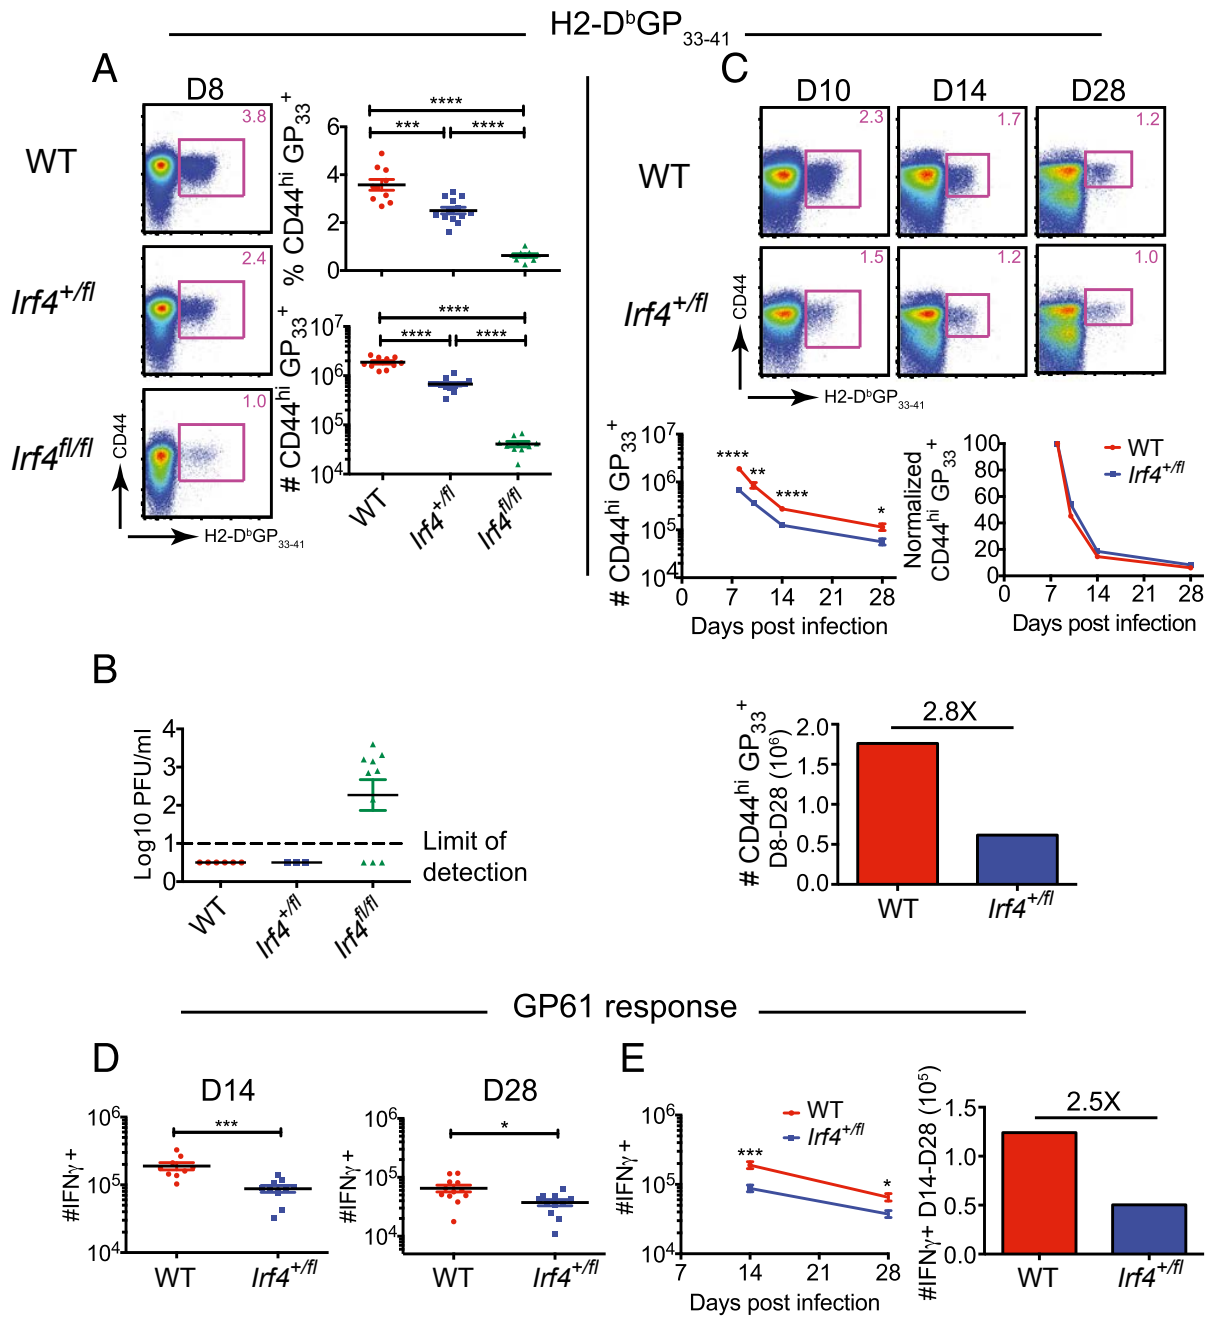 H2-DᵇGP₃₃₋₄₁
A
D8
WT
3.8
Irf4⁺/ᶠˡ
2.4
Irf4ᶠˡ/ᶠˡ
1.0
CD44
H2-DᵇGP₃₃₋₄₁
% CD44ʰⁱ GP₃₃⁺
6
4
2
0
****
*** ****
# CD44ʰⁱ GP₃₃⁺
10⁷
10⁶
10⁵
10⁴
****
**** ****
WT Irf4⁺/ᶠˡ Irf4ᶠˡ/ᶠˡ
C
D10 D14 D28
WT
2.3 1.7 1.2
Irf4⁺/ᶠˡ
1.5 1.2 1.0
CD44
H2-DᵇGP₃₃₋₄₁
# CD44ʰⁱ GP₃₃⁺
10⁷
10⁶
10⁵
10⁴
**** ** **** *
0 7 14 21 28
Days post infection
Normalized
CD44ʰⁱ GP₃₃⁺
100
80
60
40
20
0
WT
Irf4⁺/ᶠˡ
0 7 14 21 28
Days post infection
# CD44ʰⁱ GP₃₃⁺
D8-D28 (10⁶)
2.0
1.5
1.0
0.5
0.0
2.8X
WT Irf4⁺/ᶠˡ
B
Log10 PFU/ml
4
3
2
1
0
Limit of
detection
WT Irf4⁺/ᶠˡ Irf4ᶠˡ/ᶠˡ
GP61 response
D
D14
#IFNγ+
10⁶
10⁵
10⁴
***
WT Irf4⁺/ᶠˡ
D28
#IFNγ+
10⁶
10⁵
10⁴
*
WT Irf4⁺/ᶠˡ
E
#IFNγ+
10⁶
10⁵
10⁴
WT
Irf4⁺/ᶠˡ
*** *
7 14 21 28
Days post infection
#IFNγ+ D14-D28 (10⁵)
1.5
1.0
0.5
0.0
2.5X
WT Irf4⁺/ᶠˡ